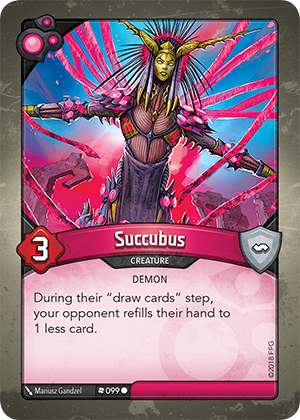 3
Succubus
CREATURE
DEMON
During their “draw cards” step,
your opponent refills their hand to
1 less card.
Mariusz Gandzel 099
©2018 FFG